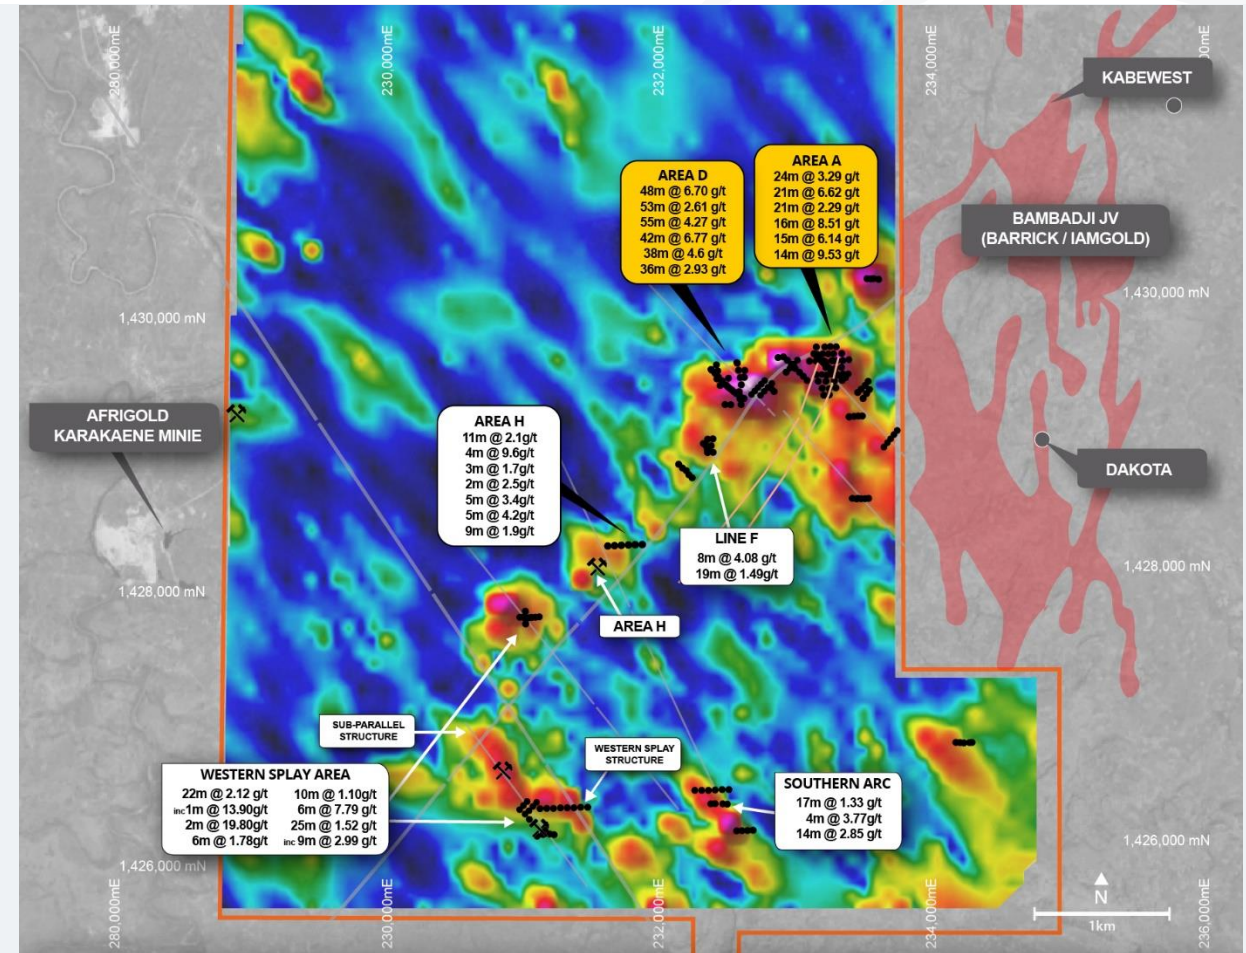 280,000mE
230,000mE
232,000mE
234,000mE
mE
KABEWEST
AREA D
48m @ 6.70 g/t
53m @ 2.61 g/t
55m @ 4.27 g/t
42m @ 6.77 g/t
38m @ 4.6 g/t
36m @ 2.93 g/t
AREA A
24m @ 3.29 g/t
21m @ 6.62 g/t
21m @ 2.29 g/t
16m @ 8.51 g/t
15m @ 6.14 g/t
14m @ 9.53 g/t
BAMBADJI JV
(BARRICK / IAMGOLD)
1,430,000 mN
1,430,000 mN
AFRIGOLD
KARAKAENE MINIE
AREA H
11m @ 2.1g/t
4m @ 9.6g/t
3m @ 1.7g/t
2m @ 2.5g/t
5m @ 3.4g/t
5m @ 4.2g/t
9m @ 1.9g/t
DAKOTA
LINE F
8m @ 4.08 g/t
19m @ 1.49g/t
1,428,000 mN
1,428,000 mN
AREA H
SUB-PARALLEL
STRUCTURE
WESTERN SPLAY
STRUCTURE
WESTERN SPLAY AREA
22m @ 2.12 g/t 10m @ 1.10g/t
inc 1m @ 13.90g/t 6m @ 7.79 g/t
2m @ 19.80g/t 25m @ 1.52 g/t
6m @ 1.78g/t inc 9m @ 2.99 g/t
SOUTHERN ARC
17m @ 1.33 g/t
4m @ 3.77g/t
14m @ 2.85 g/t
1,426,000 mN
1,426,000 mN
N
1km
280,000mE
230,000mE
232,000mE
234,000mE
236,000mE